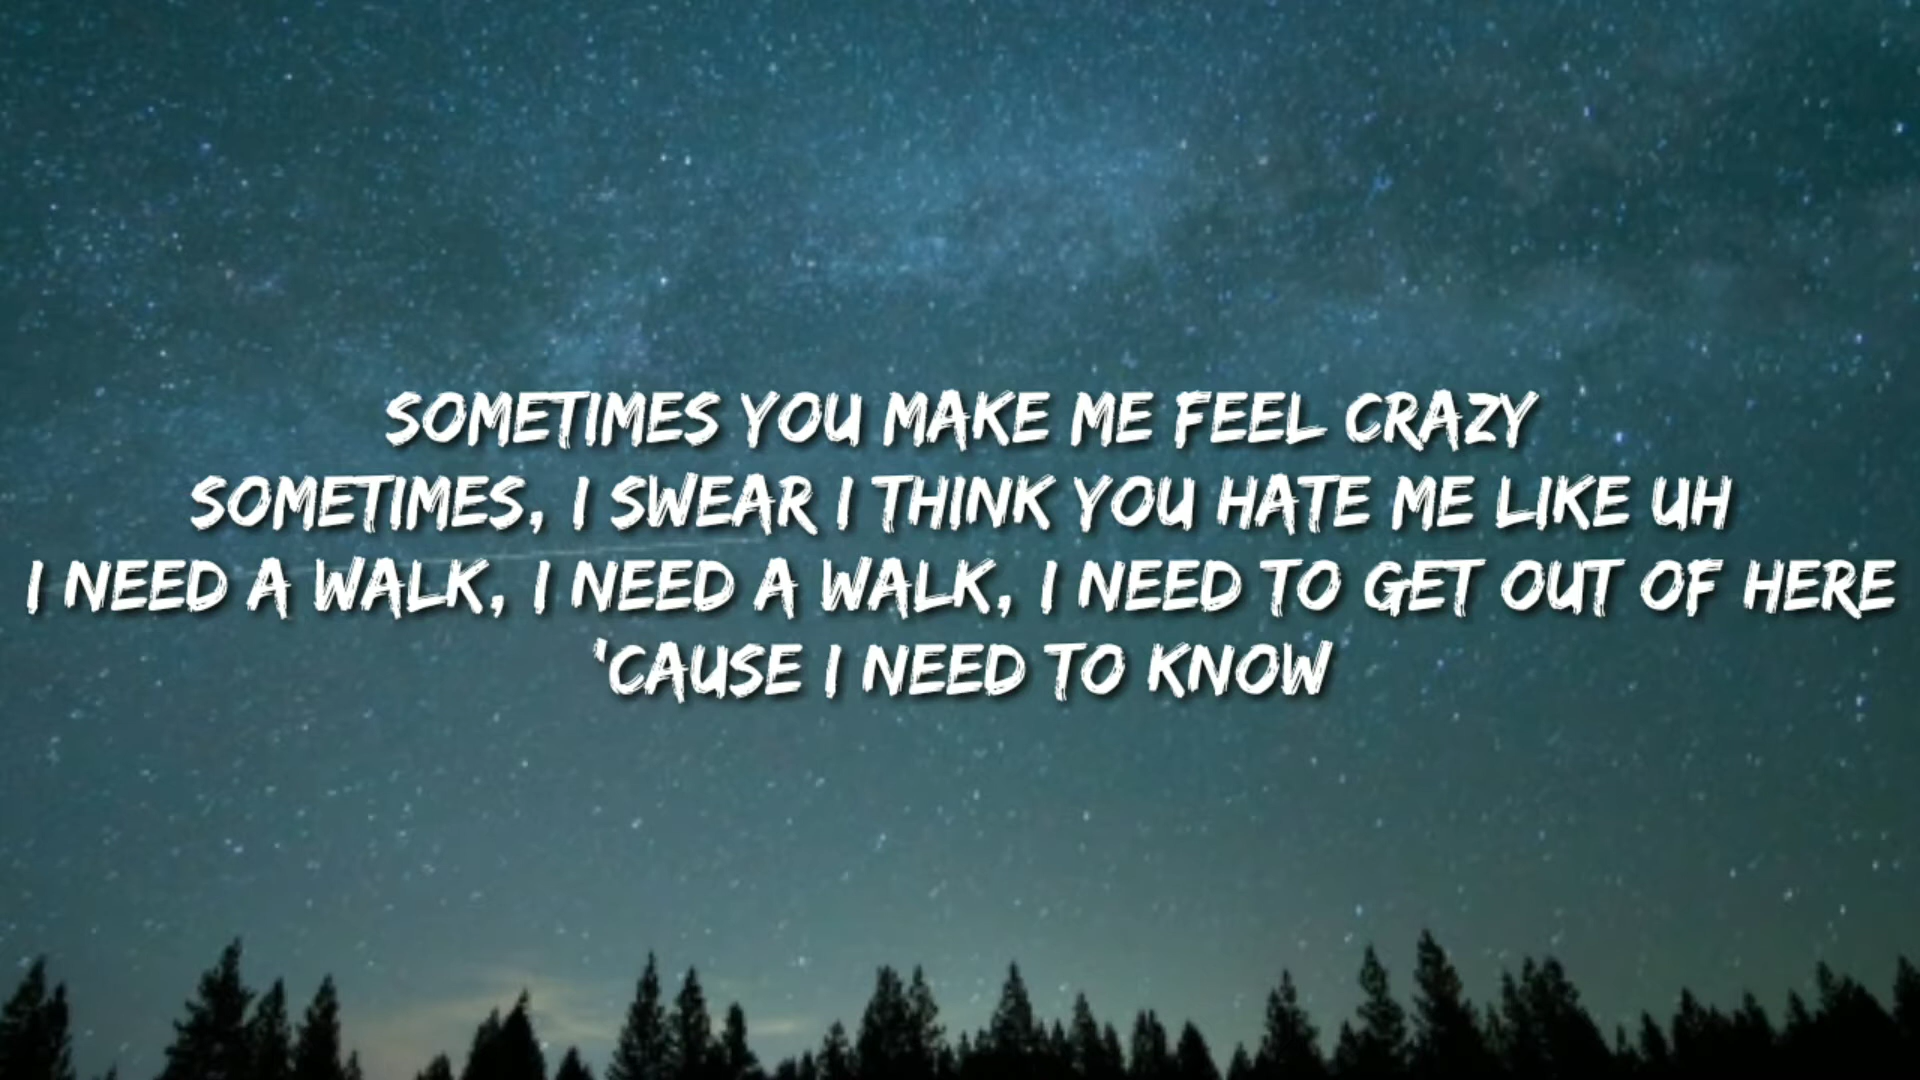 SOMETIMES YOU MAKE ME FEEL CRAZY
SOMETIMES, I SWEAR I THINK YOU HATE ME LIKE UH
I NEED A WALK, I NEED A WALK, I NEED TO GET OUT OF HERE
'CAUSE I NEED TO KNOW